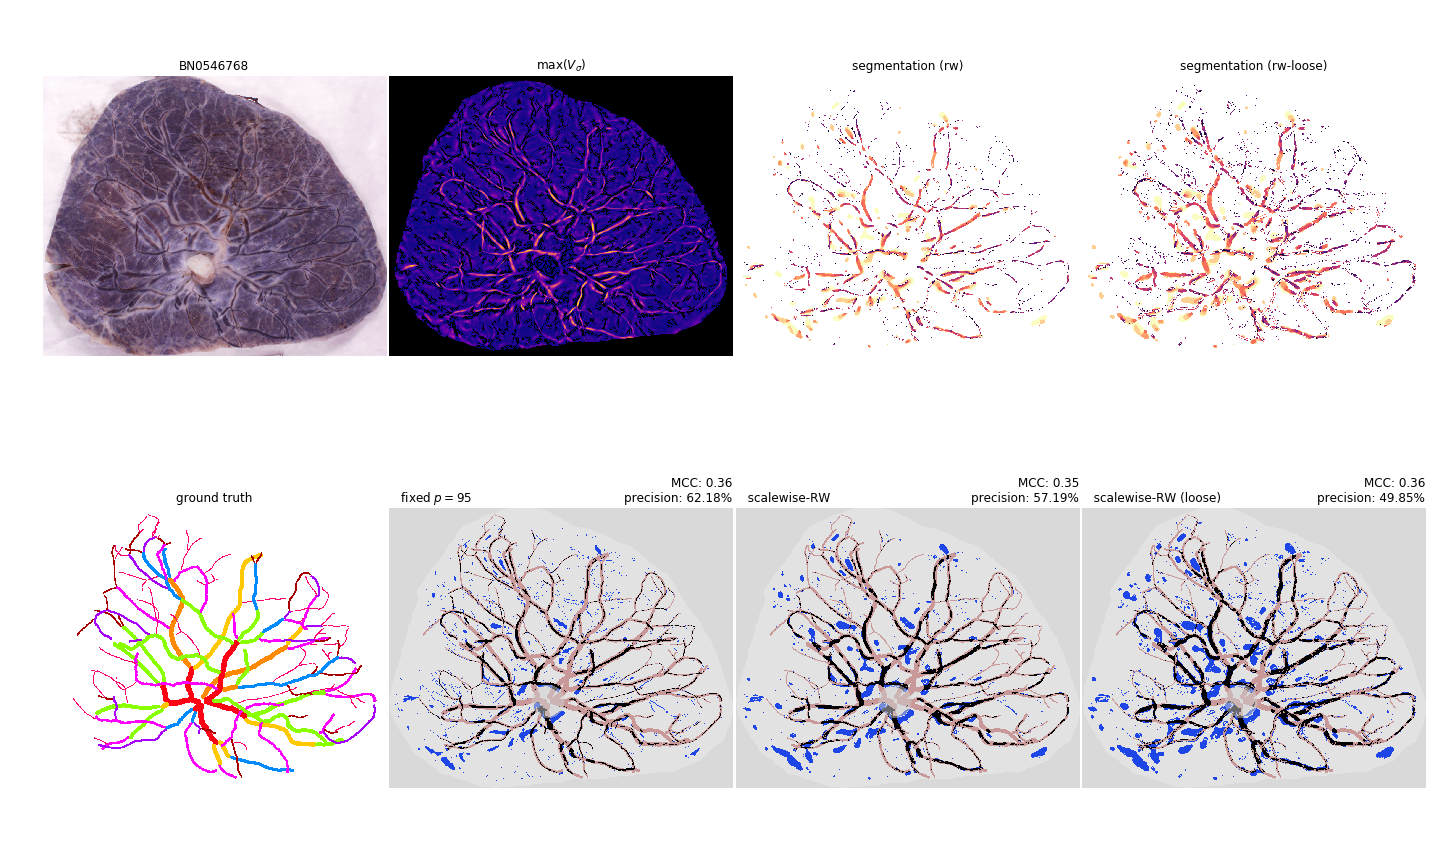 BN0546768
max(Vσ)
segmentation (rw)
segmentation (rw-loose)
ground truth
fixed p = 95
MCC: 0.36
precision: 62.18%
scalewise-RW
MCC: 0.35
precision: 57.19%
scalewise-RW (loose)
MCC: 0.36
precision: 49.85%